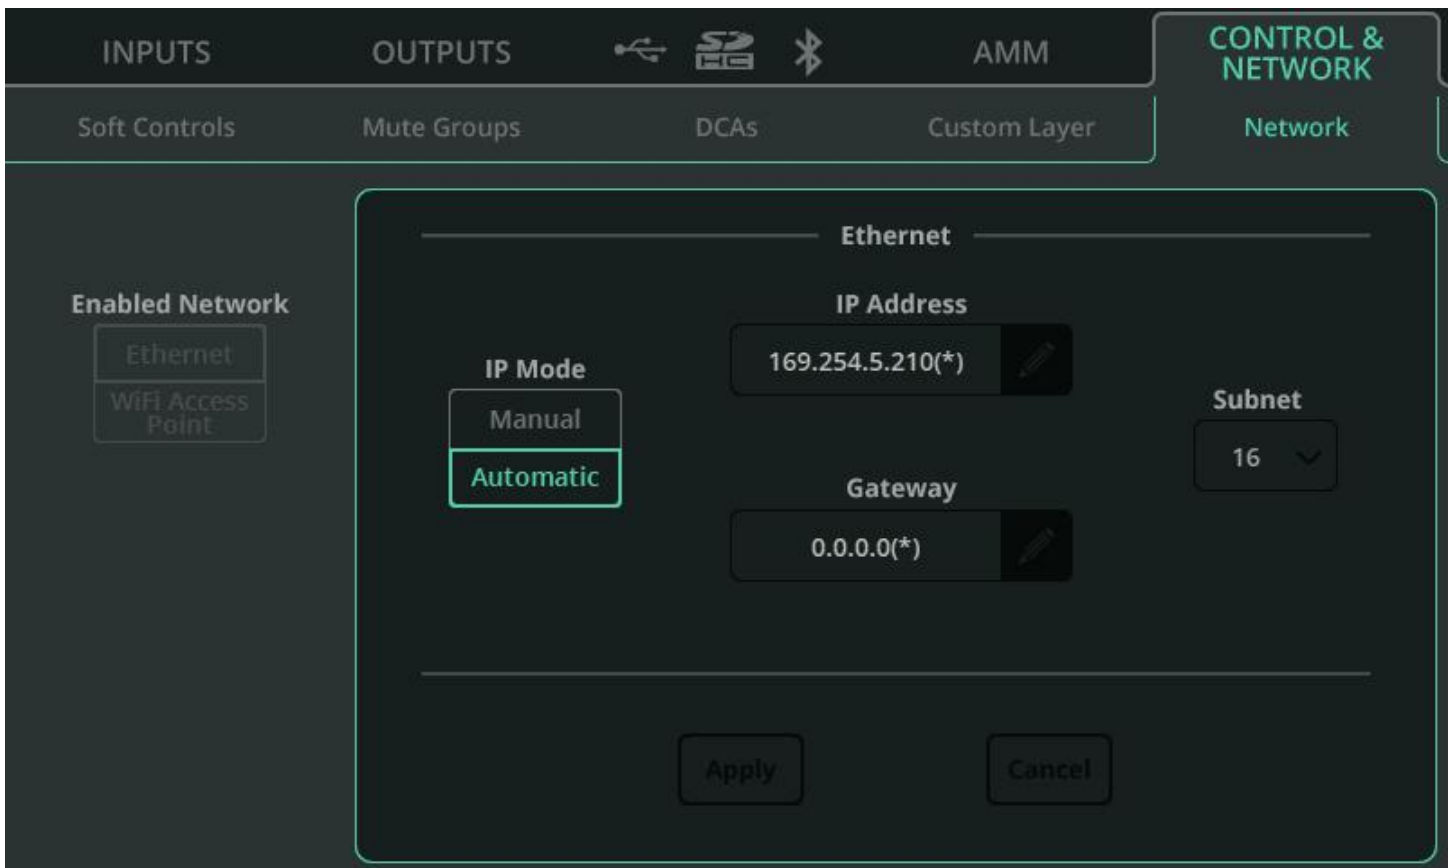 INPUTS
OUTPUTS
SD
HC
AMM
CONTROL &
NETWORK
Soft Controls
Mute Groups
DCAs
Custom Layer
Network
Ethernet
Enabled Network
Ethernet
WiFi Access
Point
IP Mode
Manual
Automatic
IP Address
169.254.5.210(*)
Gateway
0.0.0.0(*)
Subnet
16
Apply
Cancel